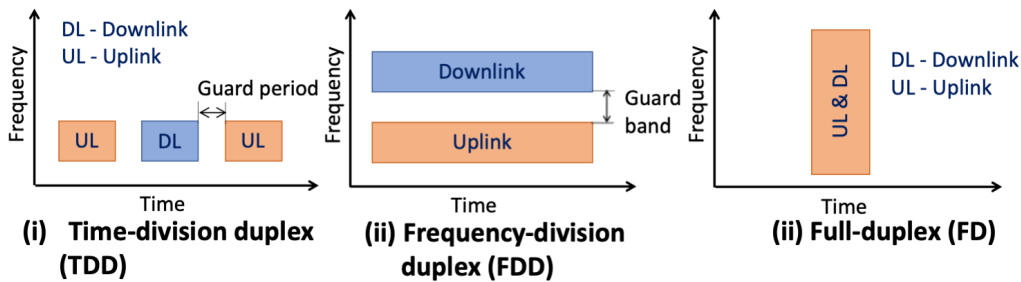 DL - Downlink
UL - Uplink
Frequency
Guard period
UL
DL
UL
Time
(i) Time-division duplex
(TDD)
Frequency
Downlink
Guard
band
Uplink
Time
(ii) Frequency-division
duplex (FDD)
Frequency
UL & DL
DL - Downlink
UL - Uplink
Time
(ii) Full-duplex (FD)